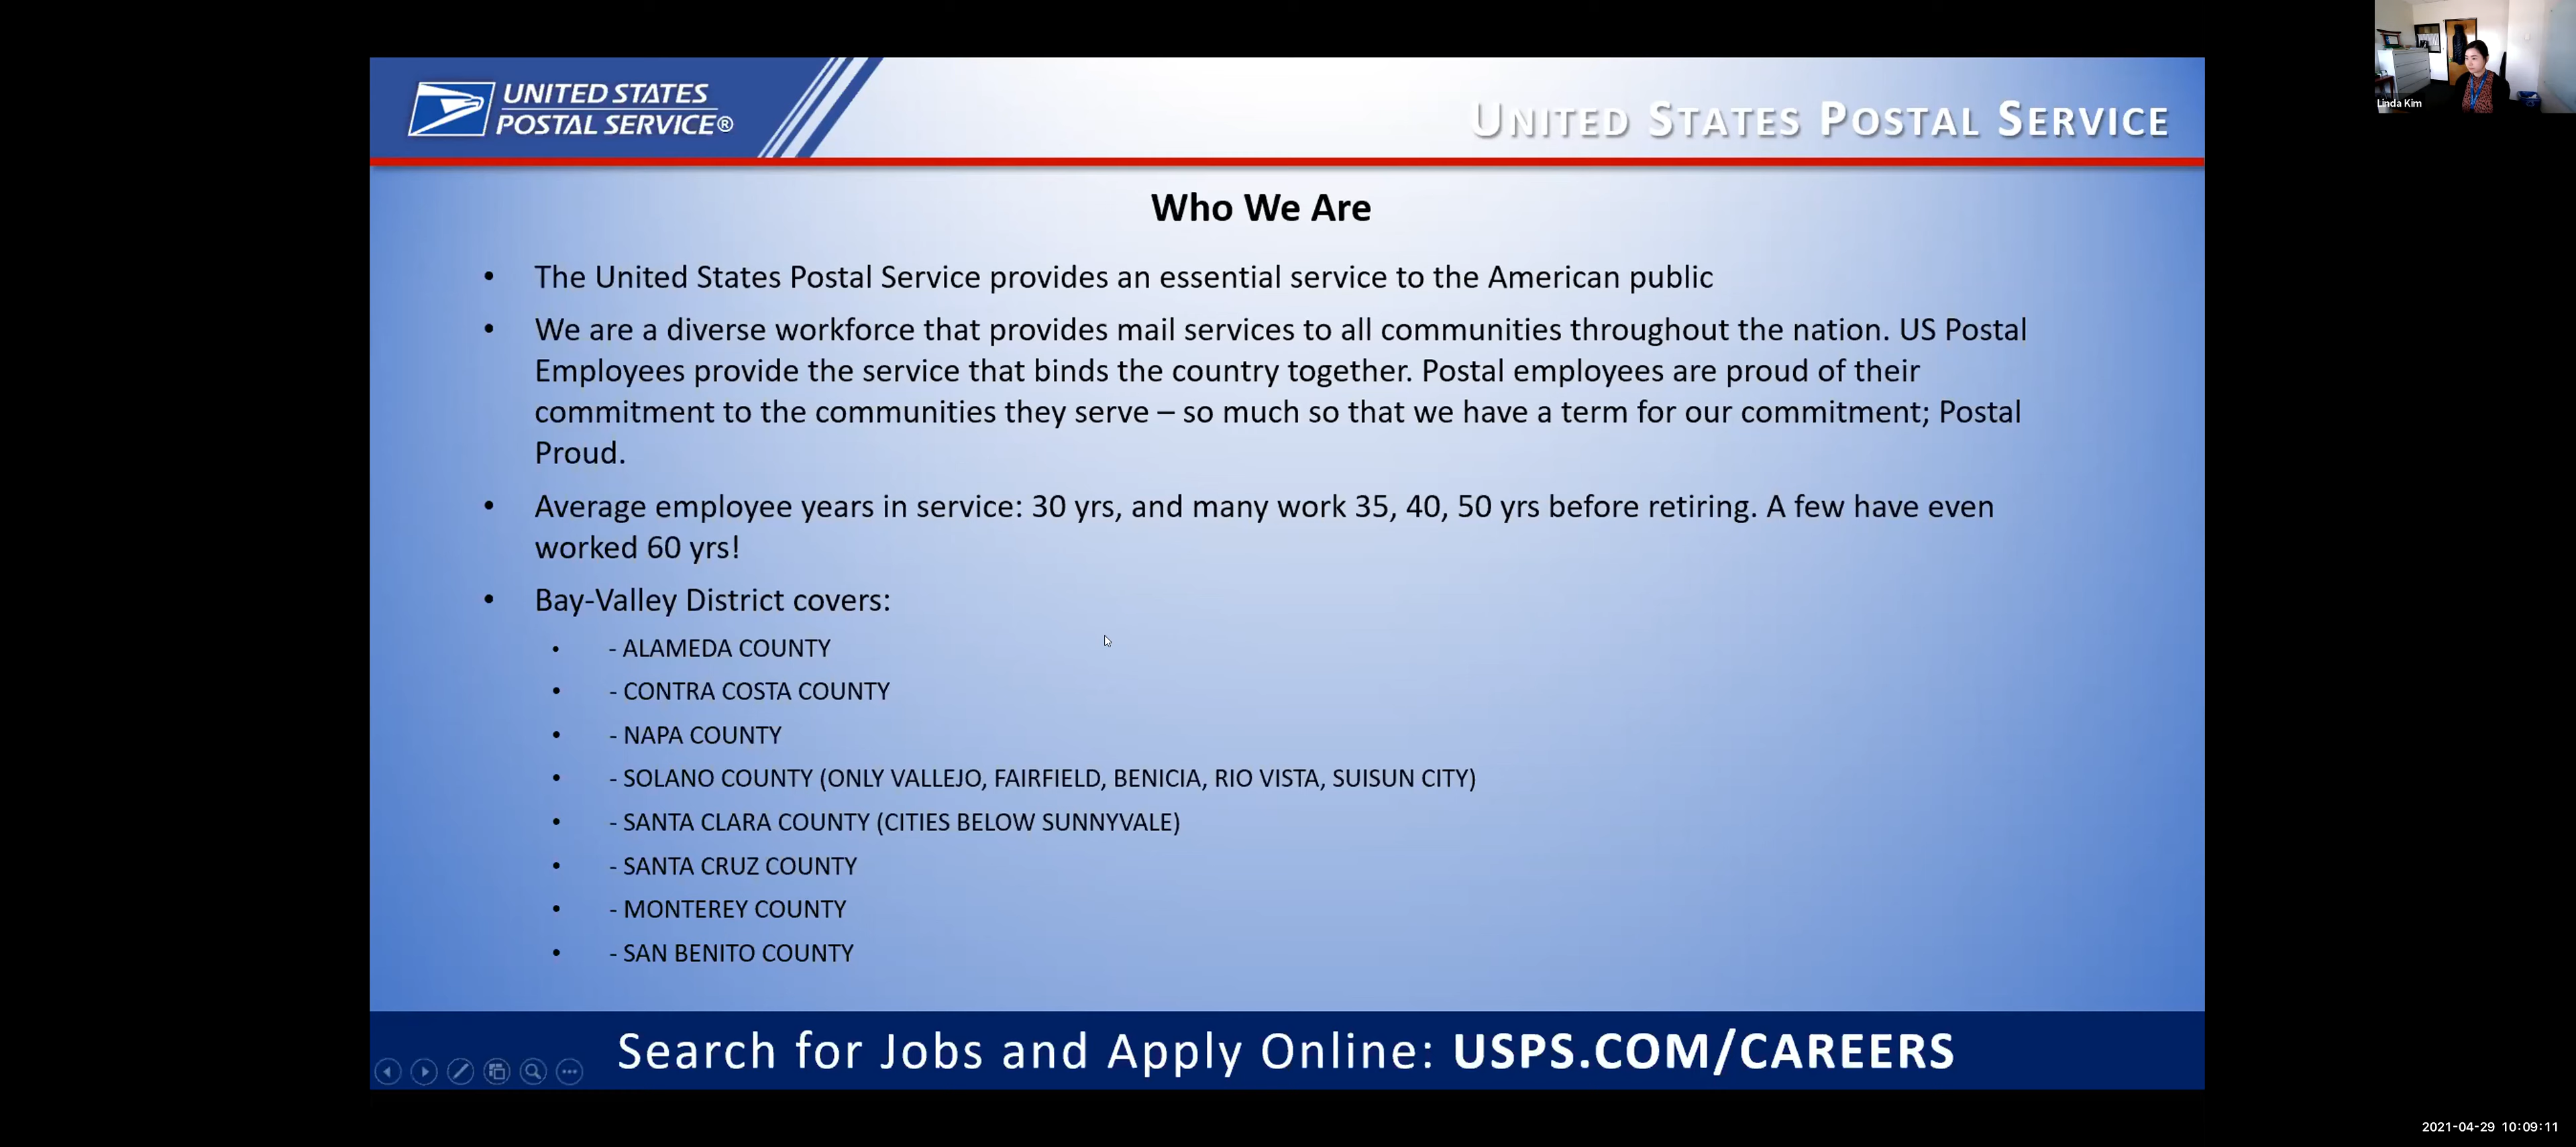 UNITED STATES
POSTAL SERVICE®
UNITED STATES POSTAL SERVICE
Linda Kim
Who We Are
• The United States Postal Service provides an essential service to the American public
• We are a diverse workforce that provides mail services to all communities throughout the nation. US Postal
Employees provide the service that binds the country together. Postal employees are proud of their
commitment to the communities they serve – so much so that we have a term for our commitment; Postal
Proud.
• Average employee years in service: 30 yrs, and many work 35, 40, 50 yrs before retiring. A few have even
worked 60 yrs!
• Bay-Valley District covers:
• - ALAMEDA COUNTY
• - CONTRA COSTA COUNTY
• - NAPA COUNTY
• - SOLANO COUNTY (ONLY VALLEJO, FAIRFIELD, BENICIA, RIO VISTA, SUISUN CITY)
• - SANTA CLARA COUNTY (CITIES BELOW SUNNYVALE)
• - SANTA CRUZ COUNTY
• - MONTEREY COUNTY
• - SAN BENITO COUNTY
Search for Jobs and Apply Online: USPS.COM/CAREERS
2021-04-29 10:09:11